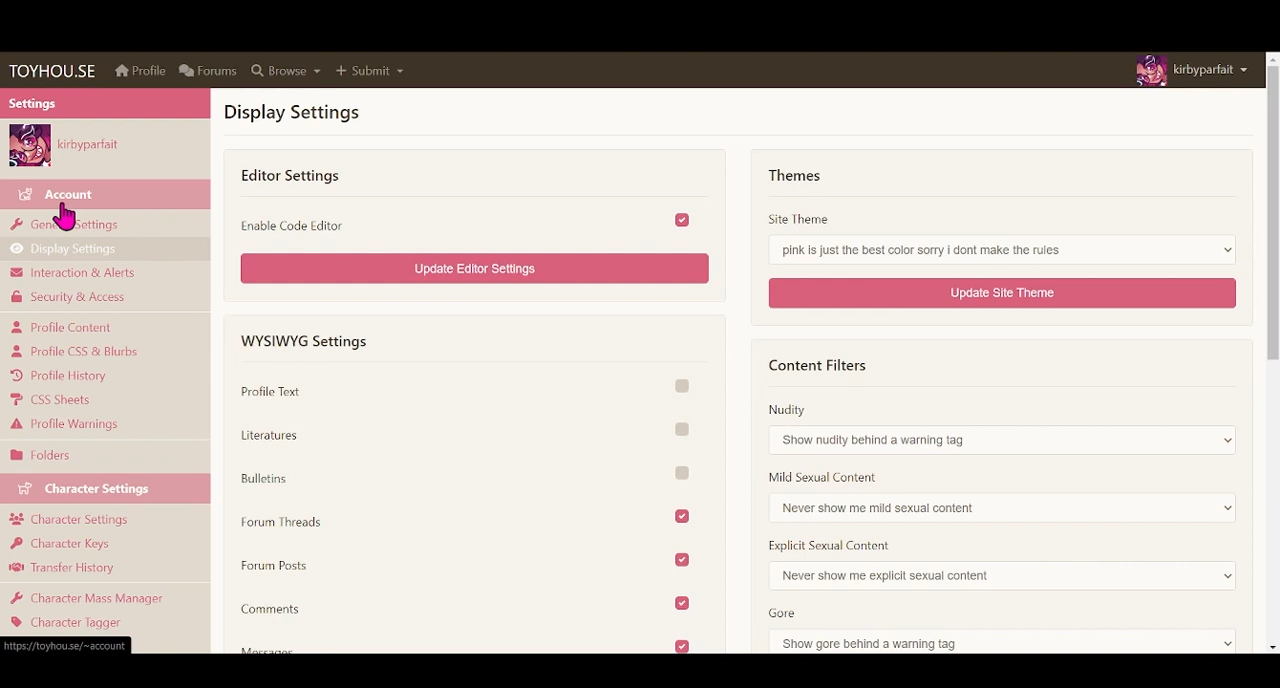 TOYHOU.SE Profile Forums Browse Submit kirbyparfait
Settings
kirbyparfait
Account
General Settings
Display Settings
Interaction & Alerts
Security & Access
Profile Content
Profile CSS & Blurbs
Profile History
CSS Sheets
Profile Warnings
Folders
Character Settings
Character Settings
Character Keys
Transfer History
Character Mass Manager
Character Tagger
https://toyhou.se/~account
Display Settings
Editor Settings
Enable Code Editor
Update Editor Settings
WYSIWYG Settings
Profile Text
Literatures
Bulletins
Forum Threads
Forum Posts
Comments
Messages
Themes
Site Theme
pink is just the best color sorry i dont make the rules
Update Site Theme
Content Filters
Nudity
Show nudity behind a warning tag
Mild Sexual Content
Never show me mild sexual content
Explicit Sexual Content
Never show me explicit sexual content
Gore
Show gore behind a warning tag